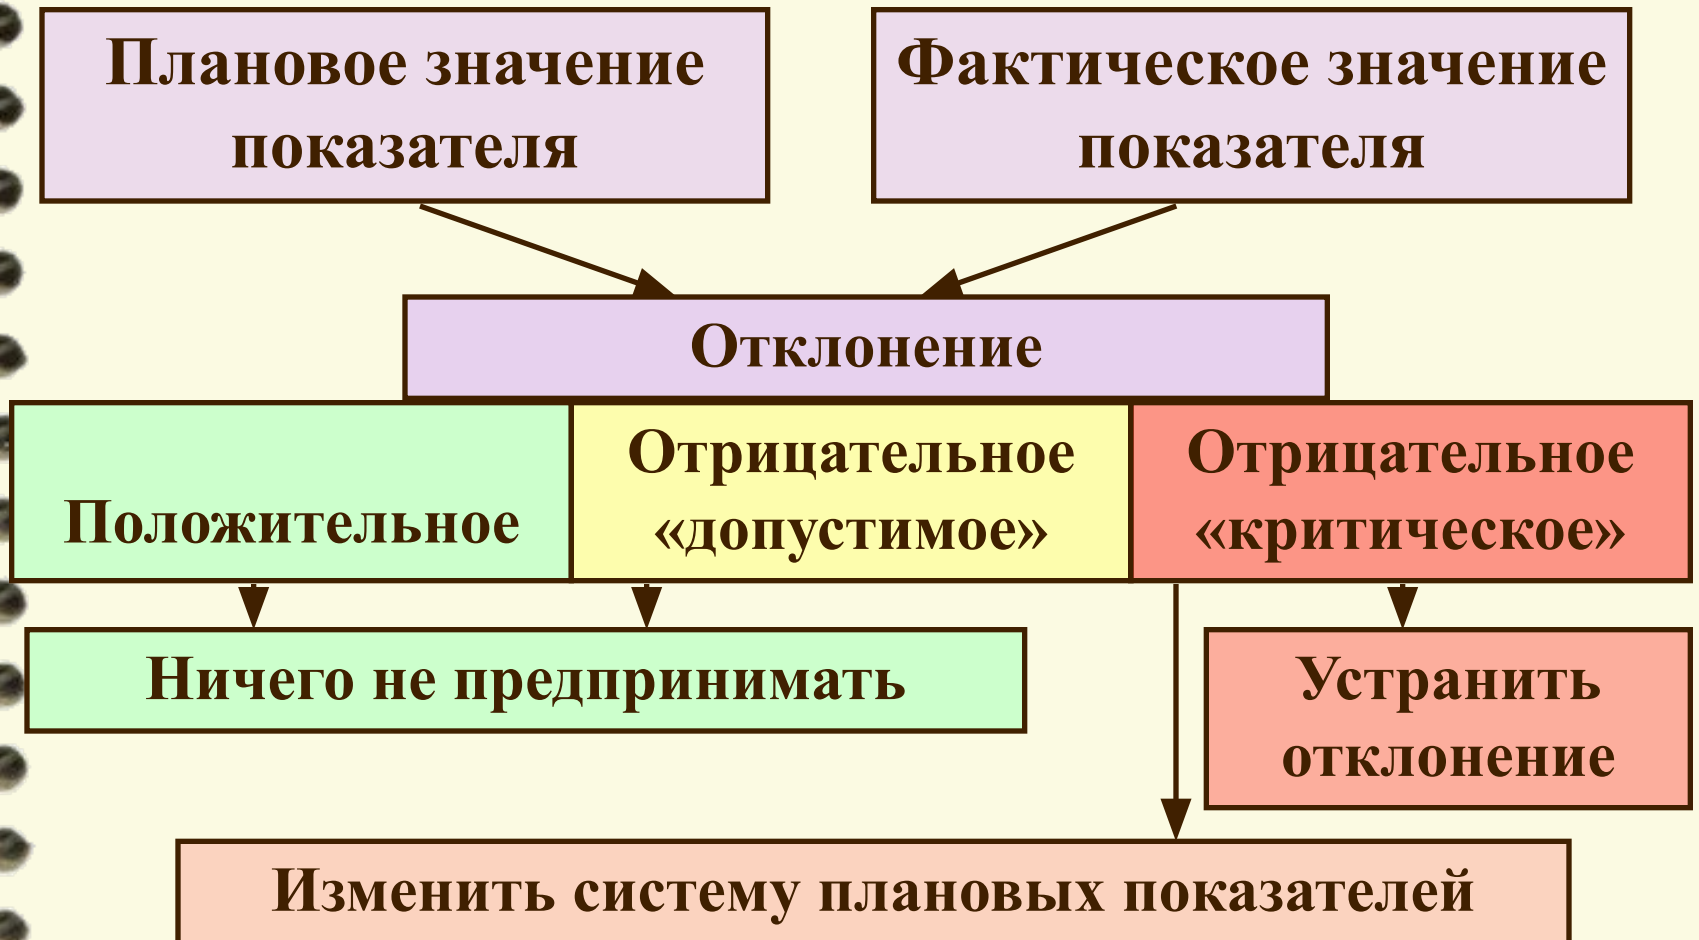 Плановое значение
показателя
Фактическое значение
показателя
Отклонение
Положительное
Отрицательное
«допустимое»
Отрицательное
«критическое»
Ничего не предпринимать
Устранить
отклонение
Изменить систему плановых показателей